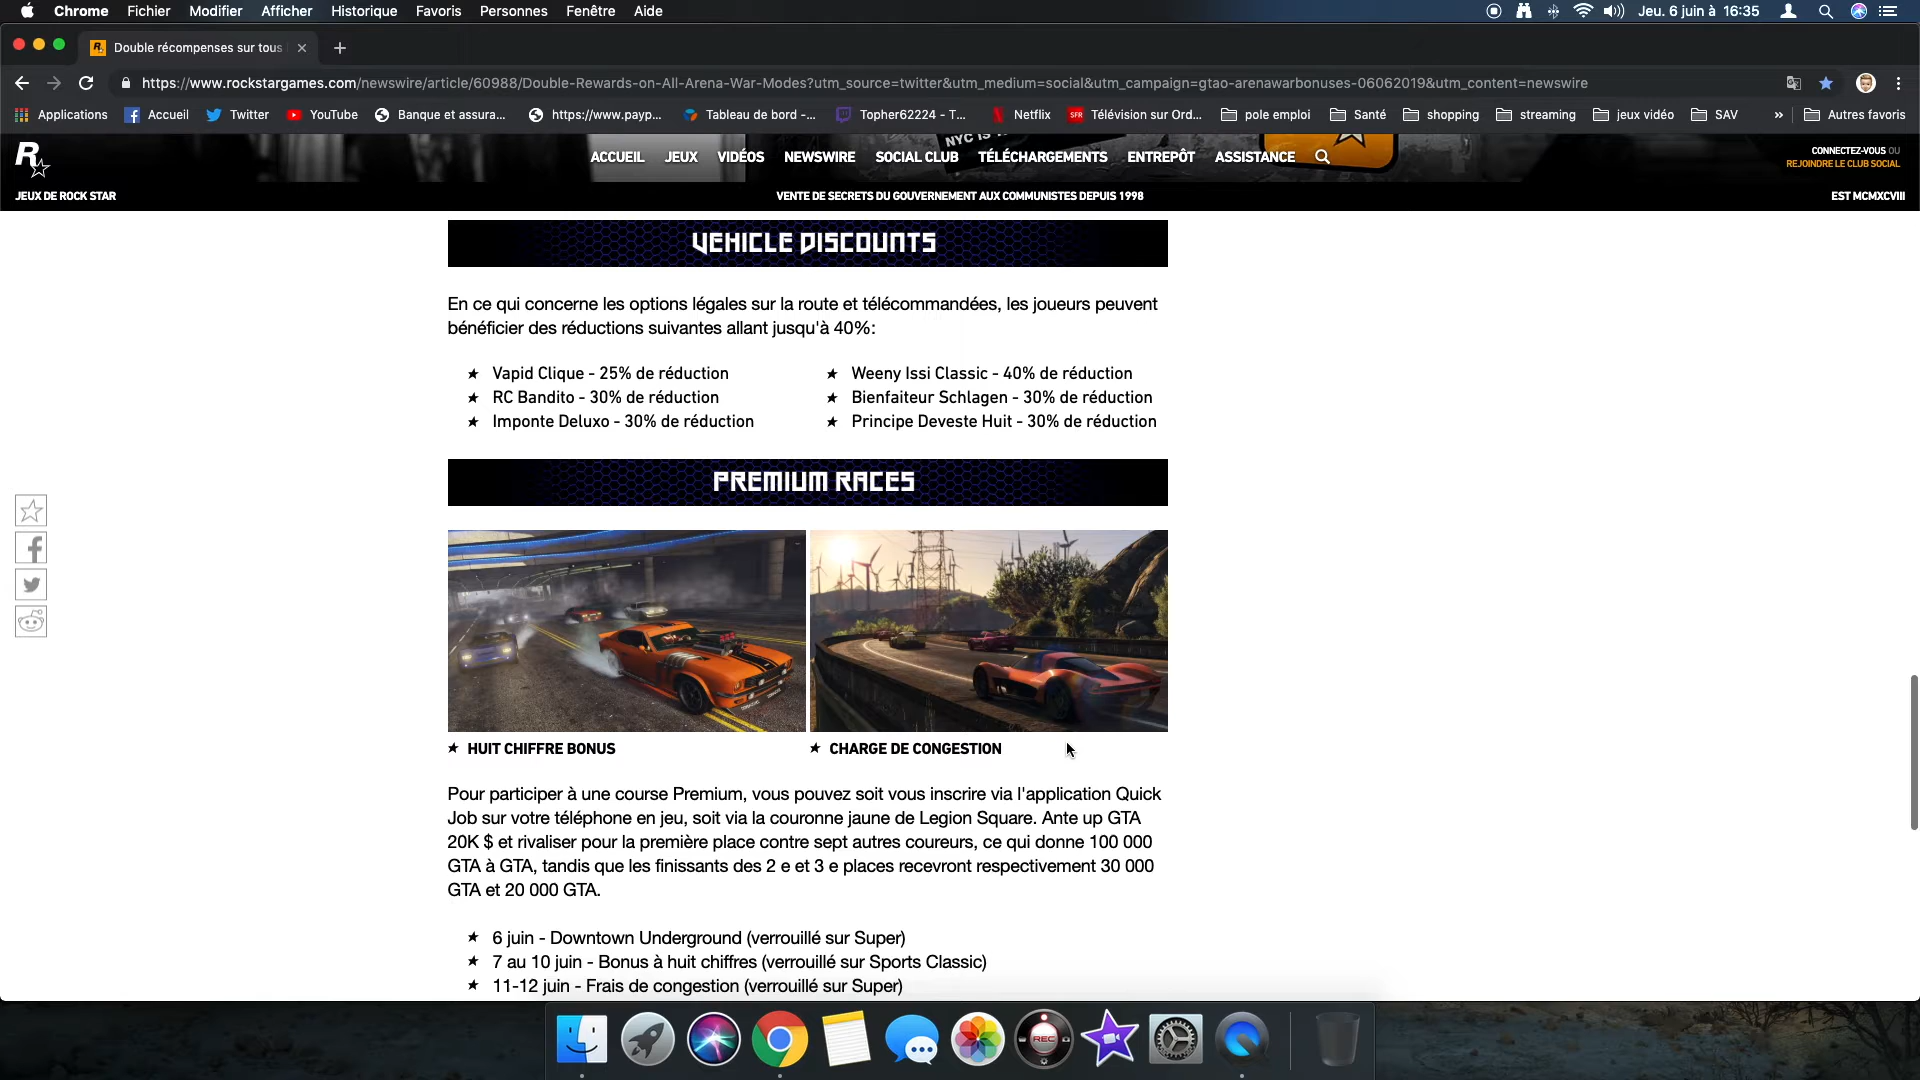 Chrome Fichier Modifier Afficher Historique Favoris Personnes Fenêtre Aide Jeu. 6 juin à 16:35
Double récompenses sur tous
https://www.rockstargames.com/newswire/article/60988/Double-Rewards-on-All-Arena-War-Modes?utm_source=twitter&utm_medium=social&utm_campaign=gtao-arenawarbonuses-06062019&utm_content=newswire
Applications Accueil Twitter YouTube Banque et assura... https://www.payp... Tableau de bord -... Topher62224 - T... Netflix SFR Télévision sur Ord... pole emploi Santé shopping streaming jeux vidéo SAV » Autres favoris
NYC IS
R ACCUEIL JEUX VIDÉOS NEWSWIRE SOCIAL CLUB TÉLÉCHARGEMENTS ENTREPÔT ASSISTANCE CONNECTEZ-VOUS OU
REJOINDRE LE CLUB SOCIAL
JEUX DE ROCK STAR VENTE DE SECRETS DU GOUVERNEMENT AUX COMMUNISTES DEPUIS 1998 EST MCMXCVIII
VEHICLE DISCOUNTS
En ce qui concerne les options légales sur la route et télécommandées, les joueurs peuvent
bénéficier des réductions suivantes allant jusqu'à 40%:
★ Vapid Clique - 25% de réduction
★ RC Bandito - 30% de réduction
★ Imponte Deluxo - 30% de réduction
★ Weeny Issi Classic - 40% de réduction
★ Bienfaiteur Schlagen - 30% de réduction
★ Principe Deveste Huit - 30% de réduction
PREMIUM RACES
★ HUIT CHIFFRE BONUS
★ CHARGE DE CONGESTION
Pour participer à une course Premium, vous pouvez soit vous inscrire via l'application Quick
Job sur votre téléphone en jeu, soit via la couronne jaune de Legion Square. Ante up GTA
20K $ et rivaliser pour la première place contre sept autres coureurs, ce qui donne 100 000
GTA à GTA, tandis que les finissants des 2 e et 3 e places recevront respectivement 30 000
GTA et 20 000 GTA.
★ 6 juin - Downtown Underground (verrouillé sur Super)
★ 7 au 10 juin - Bonus à huit chiffres (verrouillé sur Sports Classic)
★ 11-12 juin - Frais de congestion (verrouillé sur Super)
REC